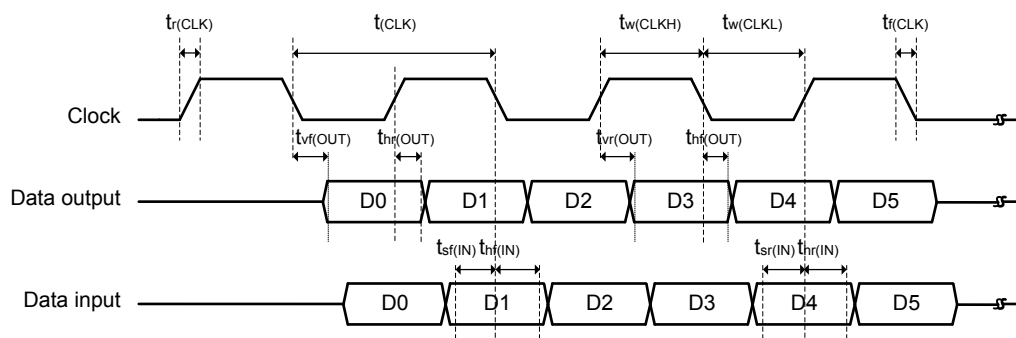 tr(CLK) t(CLK) tw(CLKH) tw(CLKL) tf(CLK)
Clock
tvf(OUT) thr(OUT) tvr(OUT) thf(OUT)
Data output D0 D1 D2 D3 D4 D5
tsf(IN) thf(IN) tsr(IN) thr(IN)
Data input D0 D1 D2 D3 D4 D5